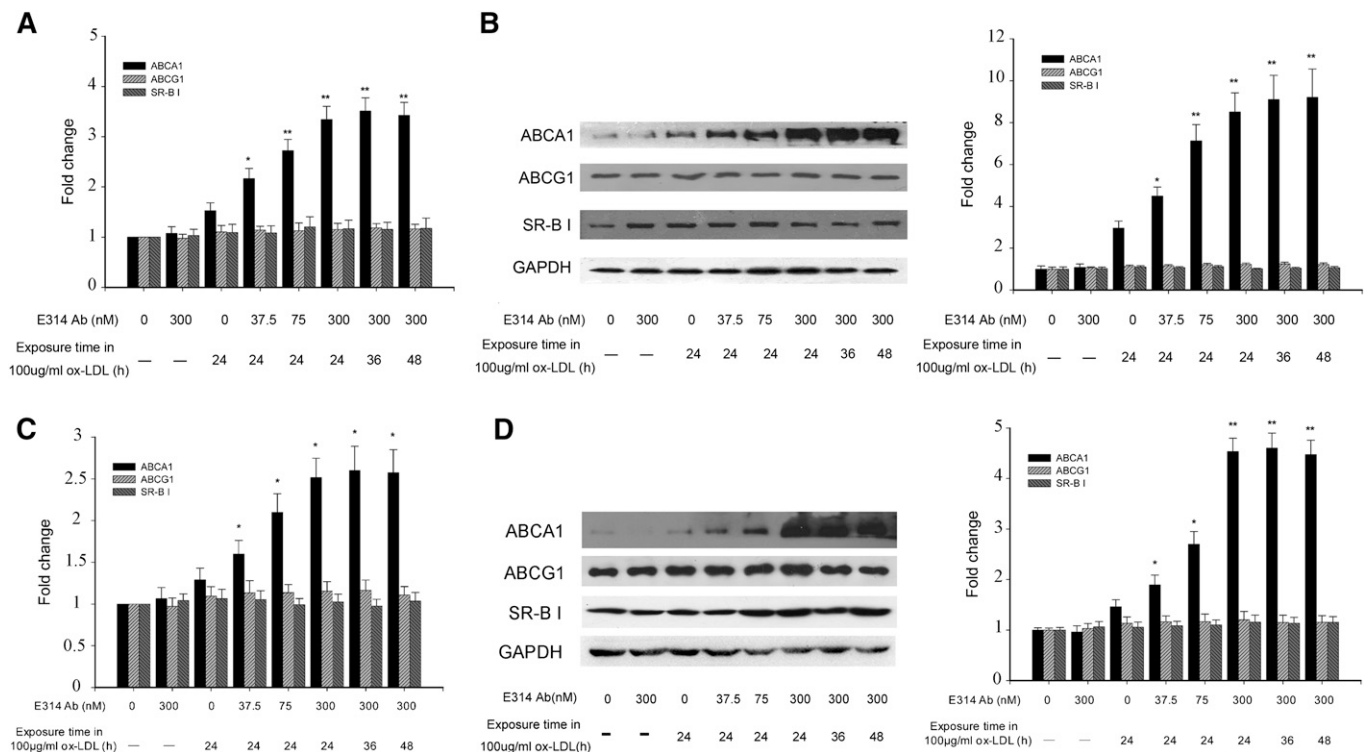 A
5
4
3
2
1
0
Fold change
ABCA1
ABCG1
SR-B I
* ** ** ** **
E314 Ab (nM) 0 300 0 37.5 75 300 300 300
Exposure time in
100ug/ml ox-LDL (h) — — 24 24 24 24 36 48
B
ABCA1
ABCG1
SR-B I
GAPDH
E314 Ab (nM) 0 300 0 37.5 75 300 300 300
Exposure time in
100ug/ml ox-LDL (h) — — 24 24 24 24 36 48
12
10
8
6
4
2
0
Fold change
ABCA1
ABCG1
SR-B I
* ** ** ** **
E314 Ab (nM) 0 300 0 37.5 75 300 300 300
Exposure time in
100ug/ml ox-LDL (h) — — 24 24 24 24 36 48
C
3
2.5
2
1.5
1
0.5
0
Fold change
ABCA1
ABCG1
SR-B I
* * * * *
E314 Ab (nM) 0 300 0 37.5 75 300 300 300
Exposure time in
100µg/ml ox-LDL (h) — — 24 24 24 24 36 48
D
ABCA1
ABCG1
SR-B I
GAPDH
E314 Ab(nM) 0 300 0 37.5 75 300 300 300
Exposure time in
100ug/ml ox-LDL(h) – – 24 24 24 24 36 48
5
4
3
2
1
0
Fold change
ABCA1
ABCG1
SR-B I
* * ** ** **
E314 Ab (nM) 0 300 0 37.5 75 300 300 300
Exposure time in
100µg/ml ox-LDL (h) — — 24 24 24 24 36 48